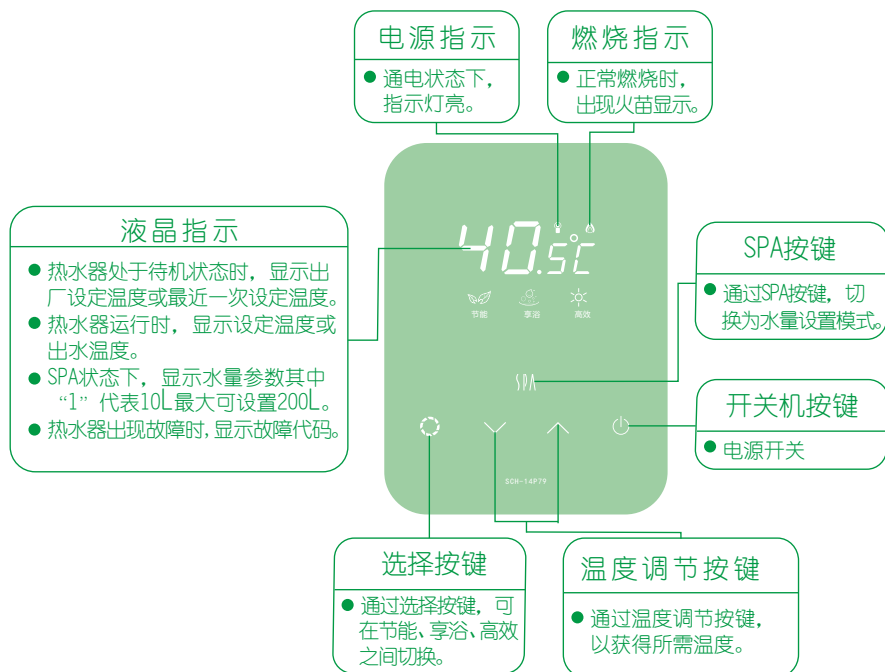 电源指示
● 通电状态下，
指示灯亮。
燃烧指示
● 正常燃烧时，
出现火苗显示。
液晶指示
● 热水器处于待机状态时，显示出
厂设定温度或最近一次设定温度。
● 热水器运行时，显示设定温度或
出水温度。
● SPA状态下，显示水量参数其中
“1”代表10L最大可设置200L。
● 热水器出现故障时,显示故障代码。
40.5℃
节能
享浴
高效
SPA
SCH-14P79
SPA按键
● 通过SPA按键，切
换为水量设置模式。
开关机按键
● 电源开关
选择按键
● 通过选择按键，可
在节能、享浴、高效
之间切换。
温度调节按键
● 通过温度调节按键，
以获得所需温度。